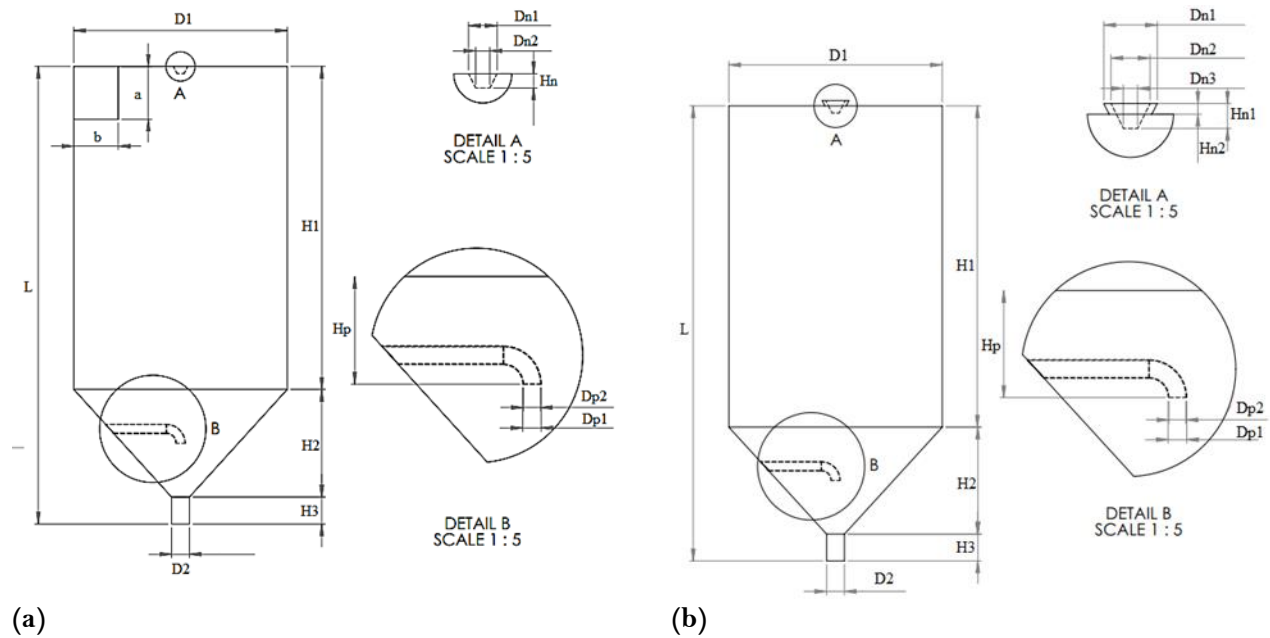 D1
A
a
b
L
H1
H2
H3
B
D2
Dn1
Dn2
Hn
DETAIL A
SCALE 1 : 5
Hp
Dp2
Dp1
DETAIL B
SCALE 1 : 5
(a)
D1
A
L
H1
H2
H3
B
D2
Dn1
Dn2
Dn3
Hn1
Hn2
DETAIL A
SCALE 1 : 5
Hp
Dp2
Dp1
DETAIL B
SCALE 1 : 5
(b)